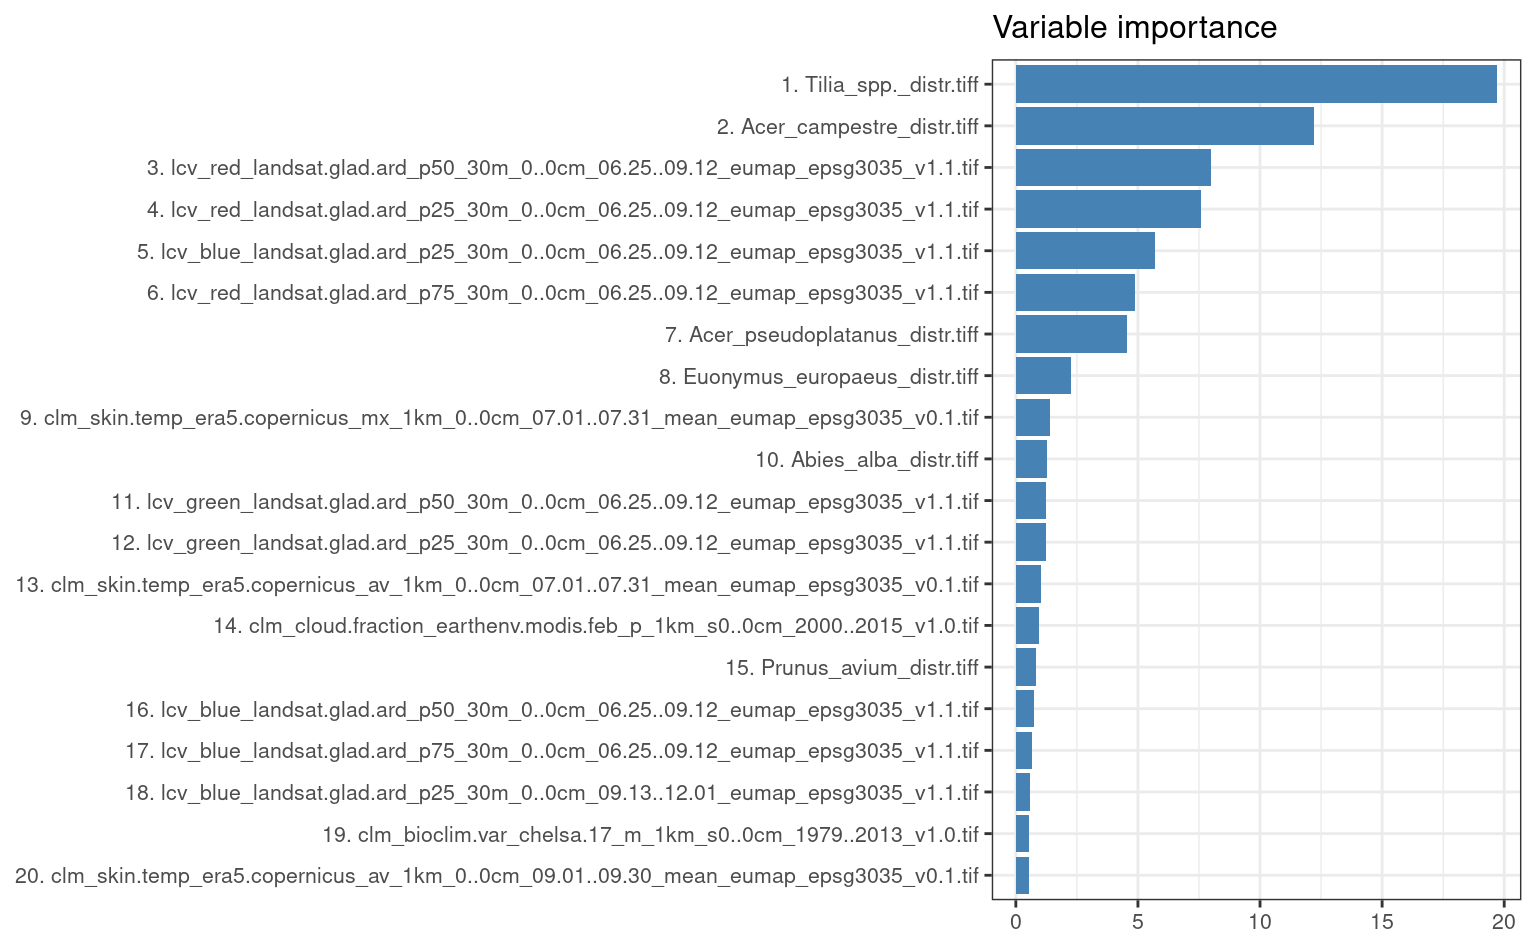 Variable importance
1. Tilia_spp._distr.tiff
2. Acer_campestre_distr.tiff
3. lcv_red_landsat.glad.ard_p50_30m_0..0cm_06.25..09.12_eumap_epsg3035_v1.1.tif
4. lcv_red_landsat.glad.ard_p25_30m_0..0cm_06.25..09.12_eumap_epsg3035_v1.1.tif
5. lcv_blue_landsat.glad.ard_p25_30m_0..0cm_06.25..09.12_eumap_epsg3035_v1.1.tif
6. lcv_red_landsat.glad.ard_p75_30m_0..0cm_06.25..09.12_eumap_epsg3035_v1.1.tif
7. Acer_pseudoplatanus_distr.tiff
8. Euonymus_europaeus_distr.tiff
9. clm_skin.temp_era5.copernicus_mx_1km_0..0cm_07.01..07.31_mean_eumap_epsg3035_v0.1.tif
10. Abies_alba_distr.tiff
11. lcv_green_landsat.glad.ard_p50_30m_0..0cm_06.25..09.12_eumap_epsg3035_v1.1.tif
12. lcv_green_landsat.glad.ard_p25_30m_0..0cm_06.25..09.12_eumap_epsg3035_v1.1.tif
13. clm_skin.temp_era5.copernicus_av_1km_0..0cm_07.01..07.31_mean_eumap_epsg3035_v0.1.tif
14. clm_cloud.fraction_earthenv.modis.feb_p_1km_s0..0cm_2000..2015_v1.0.tif
15. Prunus_avium_distr.tiff
16. lcv_blue_landsat.glad.ard_p50_30m_0..0cm_06.25..09.12_eumap_epsg3035_v1.1.tif
17. lcv_blue_landsat.glad.ard_p75_30m_0..0cm_06.25..09.12_eumap_epsg3035_v1.1.tif
18. lcv_blue_landsat.glad.ard_p25_30m_0..0cm_09.13..12.01_eumap_epsg3035_v1.1.tif
19. clm_bioclim.var_chelsa.17_m_1km_s0..0cm_1979..2013_v1.0.tif
20. clm_skin.temp_era5.copernicus_av_1km_0..0cm_09.01..09.30_mean_eumap_epsg3035_v0.1.tif
0 5 10 15 20